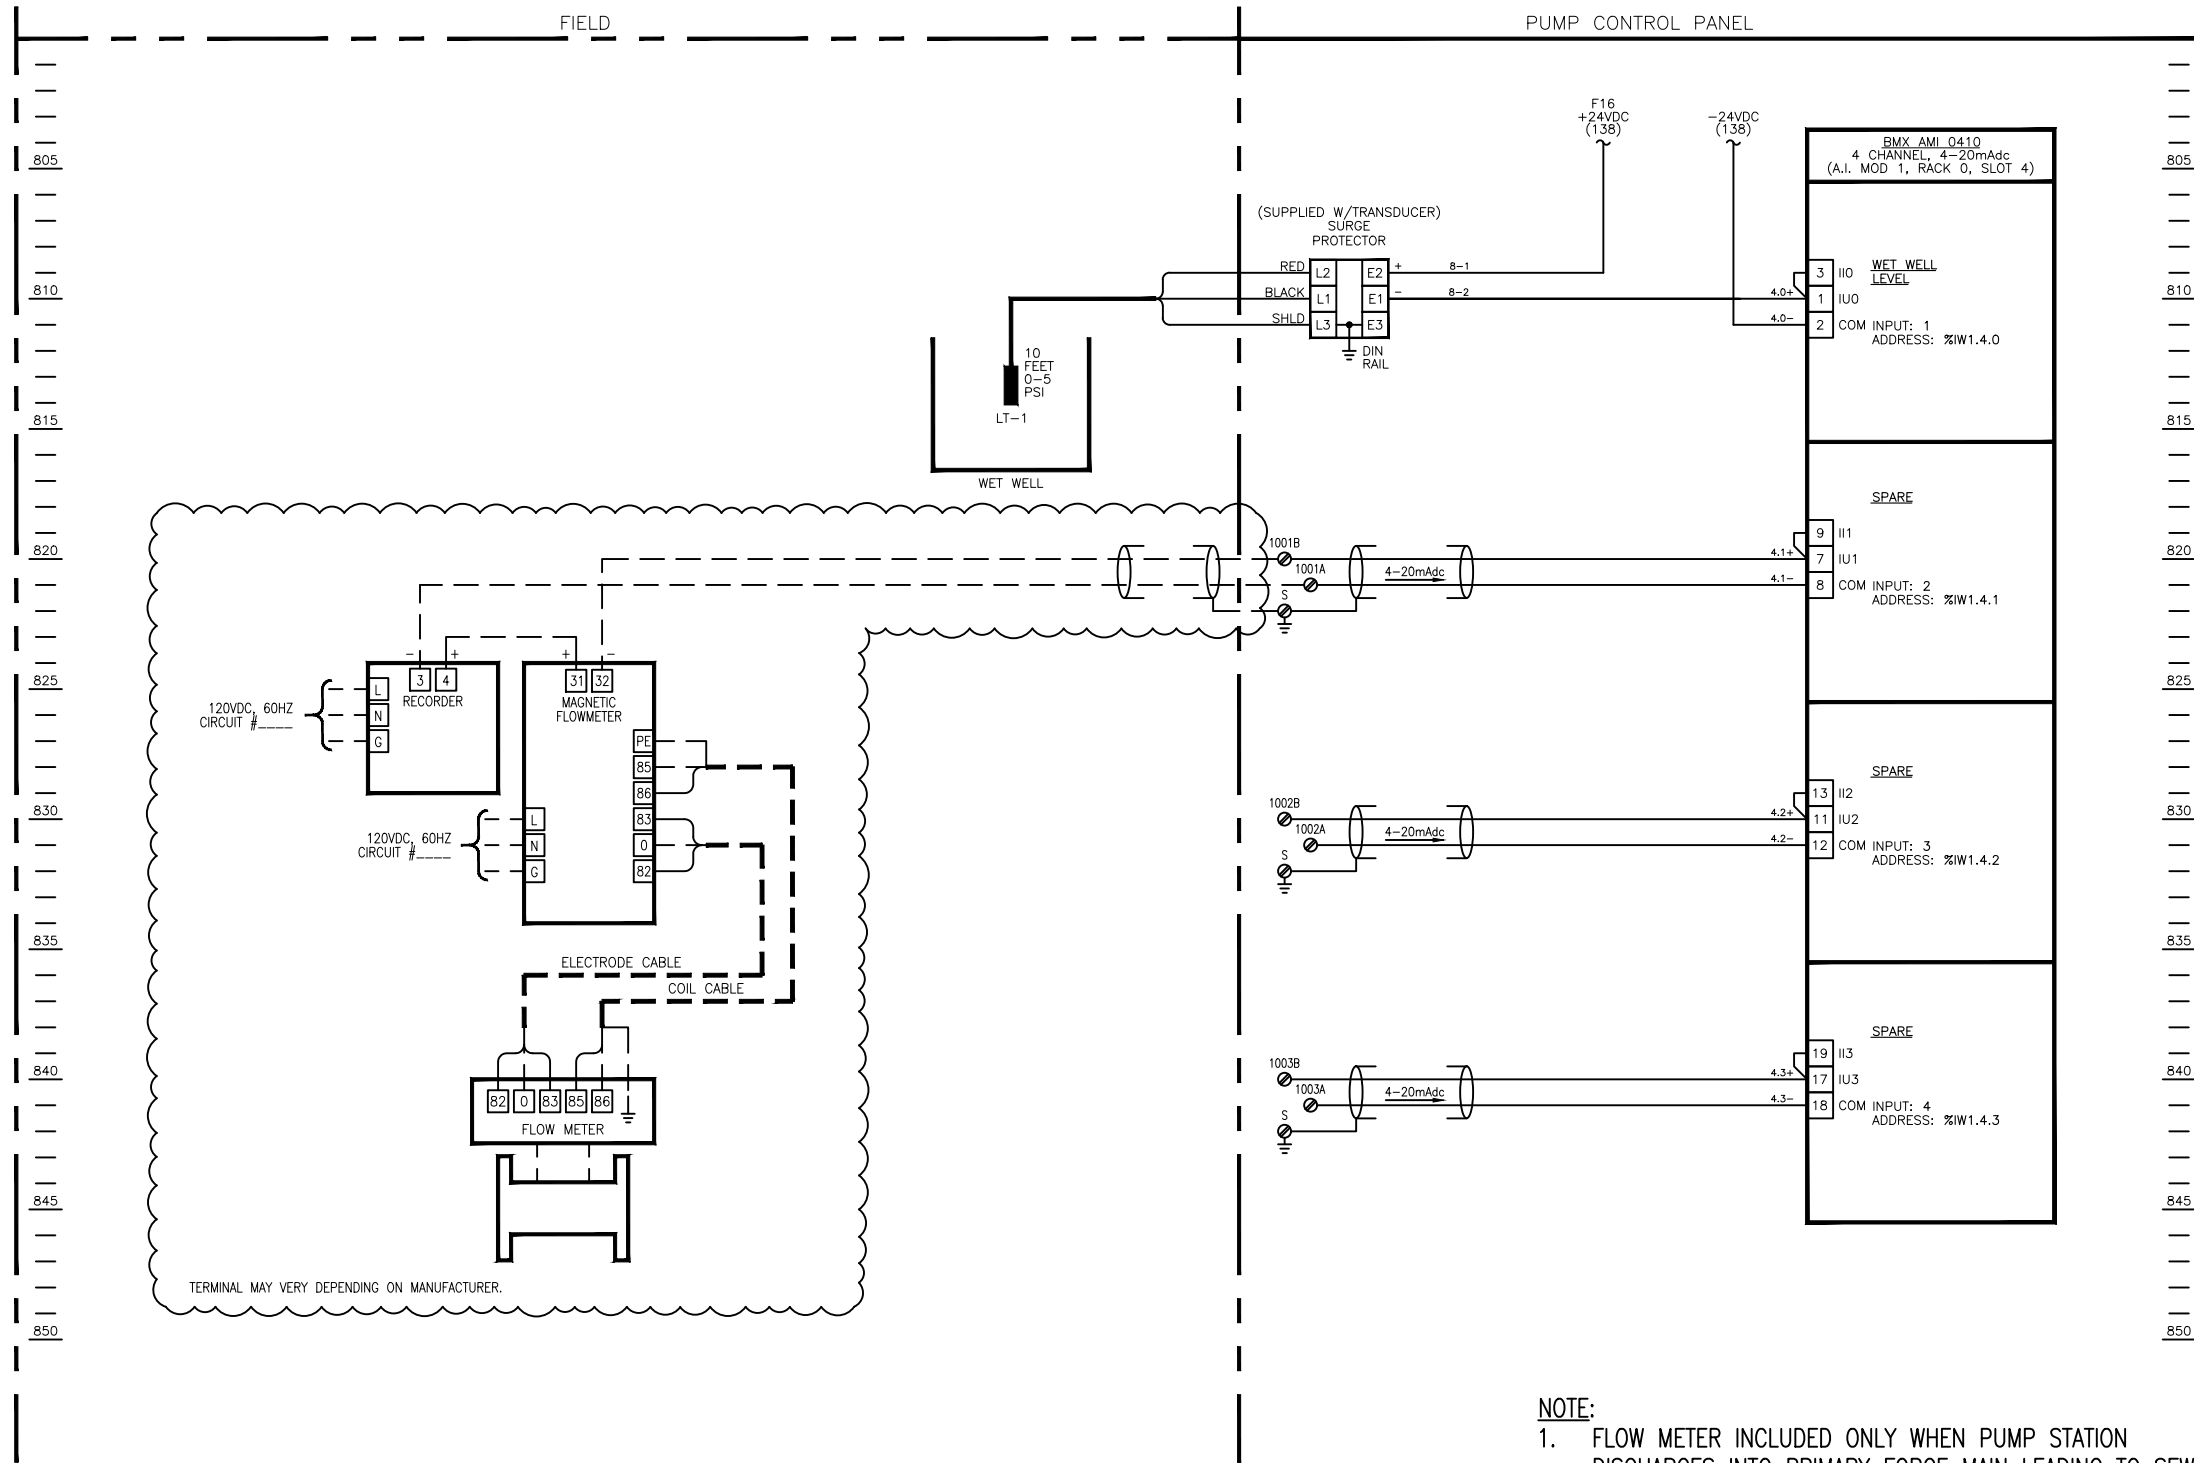 FIELD
PUMP CONTROL PANEL
805
810
815
820
825
830
835
840
845
850
F16
+24VDC
(138)
-24VDC
(138)
BMX AMI 0410
4 CHANNEL, 4-20mAdc
(A.I. MOD 1, RACK 0, SLOT 4)
(SUPPLIED W/TRANSDUCER)
SURGE
PROTECTOR
RED
L2
E2
+
8-1
BLACK
L1
E1
-
8-2
SHLD
L3
E3
DIN
RAIL
4.0+
4.0-
3
II0
1
IU0
2
COM
WET WELL
LEVEL
INPUT: 1
ADDRESS: %IW1.4.0
10
FEET
0-5
PSI
LT-1
WET WELL
1001B
1001A
S
4-20mAdc
4.1+
4.1-
9
II1
7
IU1
8
COM
SPARE
INPUT: 2
ADDRESS: %IW1.4.1
-
+
3
4
RECORDER
L
N
G
120VDC, 60HZ
CIRCUIT #____
+
-
31
32
MAGNETIC
FLOWMETER
PE
85
86
83
0
82
L
N
G
120VDC, 60HZ
CIRCUIT #____
1002B
1002A
S
4-20mAdc
4.2+
4.2-
13
II2
11
IU2
12
COM
SPARE
INPUT: 3
ADDRESS: %IW1.4.2
ELECTRODE CABLE
COIL CABLE
82
0
83
85
86
FLOW METER
1003B
1003A
S
4-20mAdc
4.3+
4.3-
19
II3
17
IU3
18
COM
SPARE
INPUT: 4
ADDRESS: %IW1.4.3
TERMINAL MAY VERY DEPENDING ON MANUFACTURER.
805
810
815
820
825
830
835
840
845
850
NOTE:
1. FLOW METER INCLUDED ONLY WHEN PUMP STATION
DISCHARGES INTO PRIMARY FORCE MAIN LEADING TO SEW